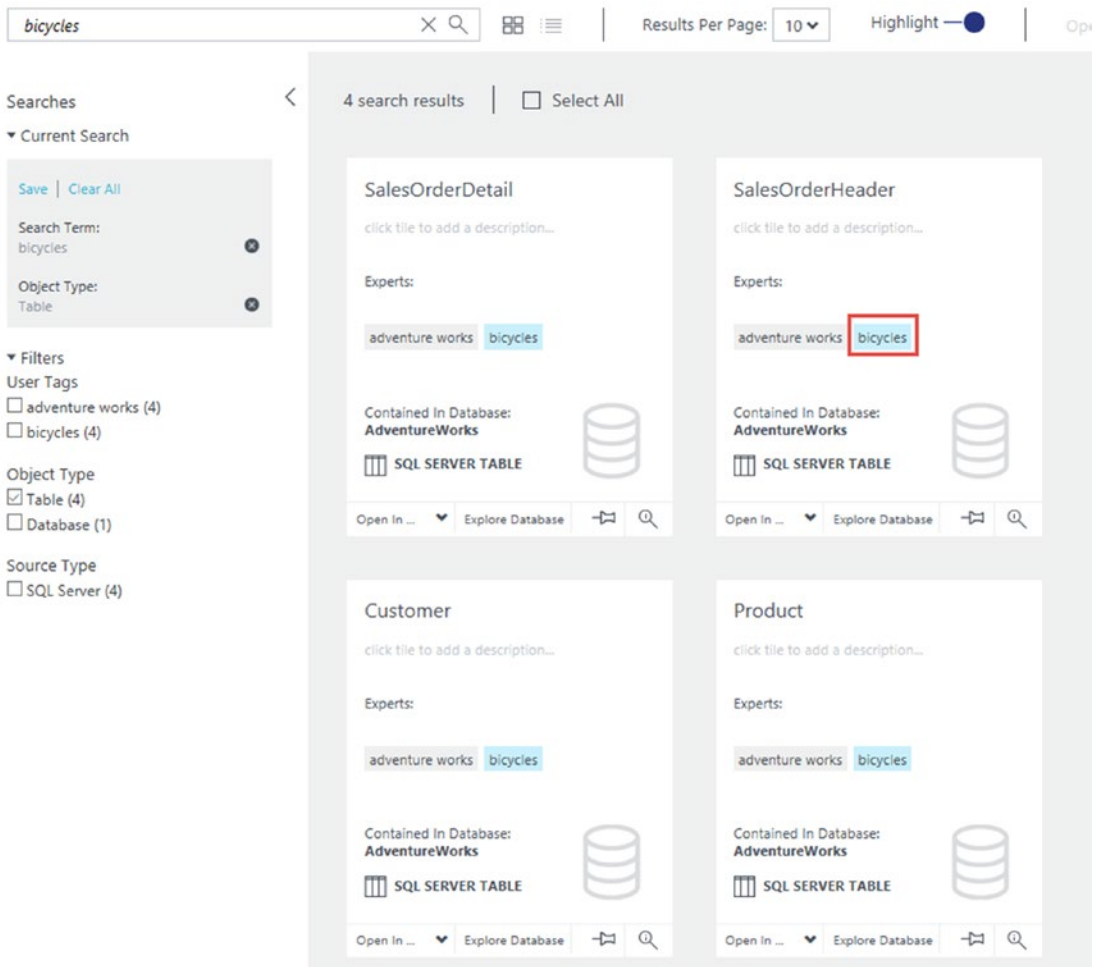 bicycles
Results Per Page: 10
Highlight
Searches
Current Search
Save | Clear All
Search Term:
bicycles
Object Type:
Table
Filters
User Tags
adventure works (4)
bicycles (4)
Object Type
Table (4)
Database (1)
Source Type
SQL Server (4)
4 search results
Select All
SalesOrderDetail
click tile to add a description...
Experts:
adventure works bicycles
Contained In Database:
AdventureWorks
SQL SERVER TABLE
Open In ... Explore Database
SalesOrderHeader
click tile to add a description...
Experts:
adventure works bicycles
Contained In Database:
AdventureWorks
SQL SERVER TABLE
Open In ... Explore Database
Customer
click tile to add a description...
Experts:
adventure works bicycles
Contained In Database:
AdventureWorks
SQL SERVER TABLE
Open In ... Explore Database
Product
click tile to add a description...
Experts:
adventure works bicycles
Contained In Database:
AdventureWorks
SQL SERVER TABLE
Open In ... Explore Database